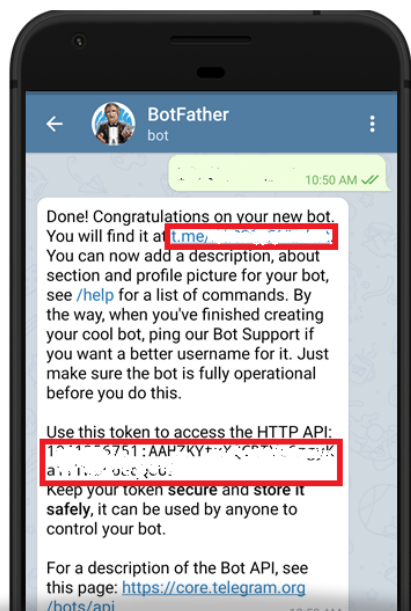 BotFather
bot
10:50 AM
Done! Congratulations on your new bot.
You will find it at t.me/
You can now add a description, about
section and profile picture for your bot,
see /help for a list of commands. By
the way, when you've finished creating
your cool bot, ping our Bot Support if
you want a better username for it. Just
make sure the bot is fully operational
before you do this.
Use this token to access the HTTP API:
Keep your token secure and store it
safely, it can be used by anyone to
control your bot.
For a description of the Bot API, see
this page: https://core.telegram.org
/bots/api